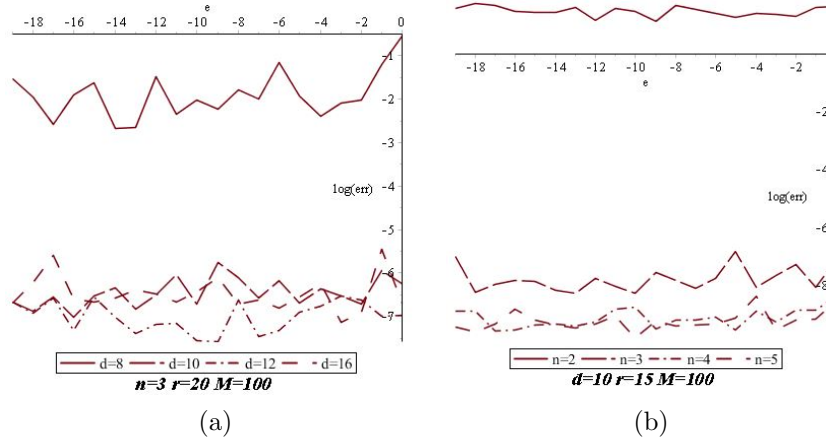 e
-18 -16 -14 -12 -10 -8 -6 -4 -2 0
-1
-2
-3
-4
log(err)
-5
-6
-7
d=8 d=10 d=12 d=16
n=3 r=20 M=100
(a)
-18 -16 -14 -12 -10 -8 -6 -4 -2
e
-2
-4
log(err)
-6
-8
n=2 n=3 n=4 n=5
d=10 r=15 M=100
(b)